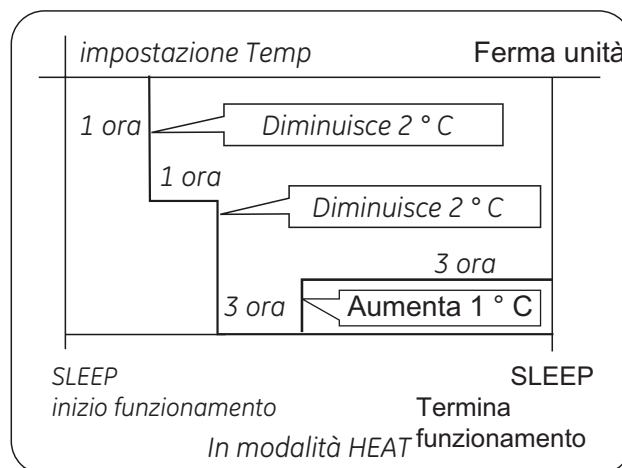 impostazione Temp
Ferma unità
1 ora
Diminuisce 2 ° C
1 ora
Diminuisce 2 ° C
3 ora
3 ora
Aumenta 1 ° C
SLEEP
inizio funzionamento
SLEEP
Termina
funzionamento
In modalità HEAT